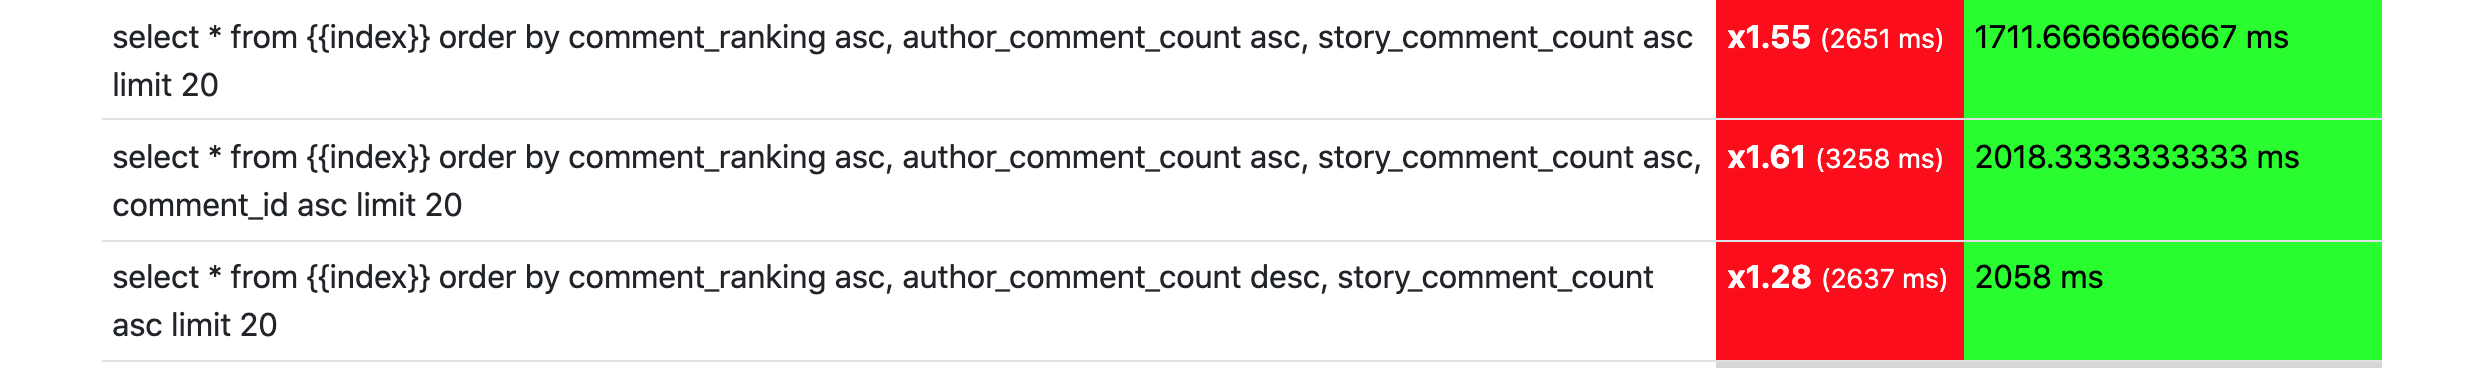 select * from {{index}} order by comment_ranking asc, author_comment_count asc, story_comment_count asc x1.55 (2651 ms) 1711.6666666667 ms
limit 20
select * from {{index}} order by comment_ranking asc, author_comment_count asc, story_comment_count asc, x1.61 (3258 ms) 2018.3333333333 ms
comment_id asc limit 20
select * from {{index}} order by comment_ranking asc, author_comment_count desc, story_comment_count x1.28 (2637 ms) 2058 ms
asc limit 20